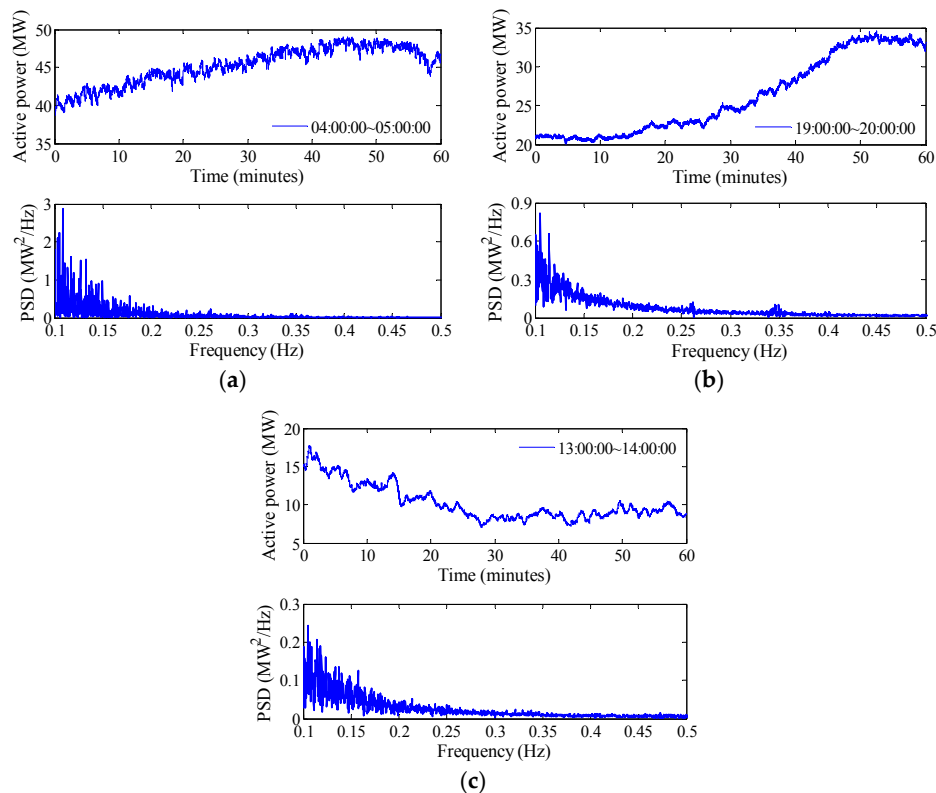 Active power (MW)
50
45
40
35
04:00:00~05:00:00
0 10 20 30 40 50 60
Time (minutes)
PSD (MW²/Hz)
3
2
1
0
0.1 0.15 0.2 0.25 0.3 0.35 0.4 0.45 0.5
Frequency (Hz)
(a)
Active power (MW)
35
30
25
20
19:00:00~20:00:00
0 10 20 30 40 50 60
Time (minutes)
PSD (MW²/Hz)
0.9
0.6
0.3
0
0.1 0.15 0.2 0.25 0.3 0.35 0.4 0.45 0.5
Frequency (Hz)
(b)
Active power (MW)
20
15
10
5
13:00:00~14:00:00
0 10 20 30 40 50 60
Time (minutes)
PSD (MW²/Hz)
0.3
0.2
0.1
0
0.1 0.15 0.2 0.25 0.3 0.35 0.4 0.45 0.5
Frequency (Hz)
(c)